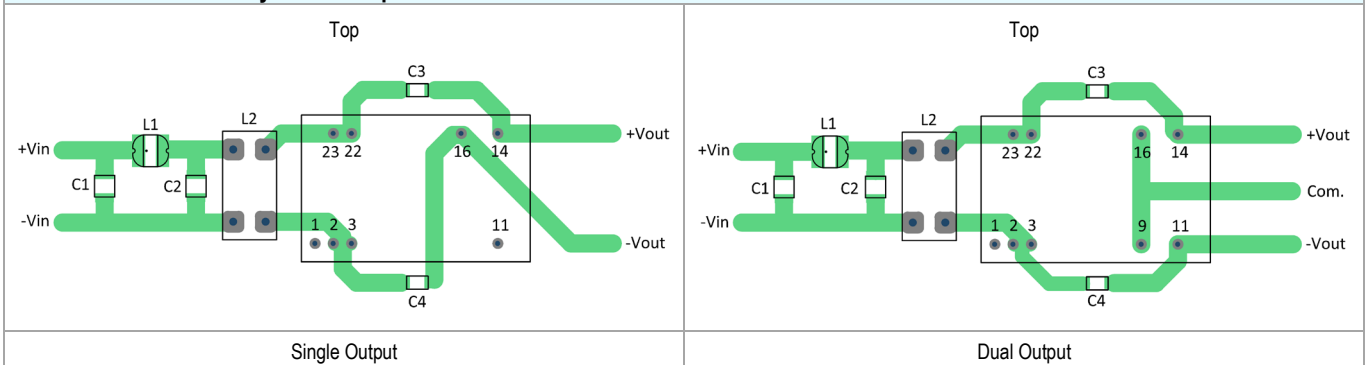 Top
C3
L1
L2
+Vin
+Vout
23 22
16
14
C1
C2
-Vin
1 2 3
11
-Vout
C4
Single Output
Top
C3
L1
L2
+Vin
+Vout
23 22
16
14
C1
C2
Com.
-Vin
1 2 3
9
11
-Vout
C4
Dual Output